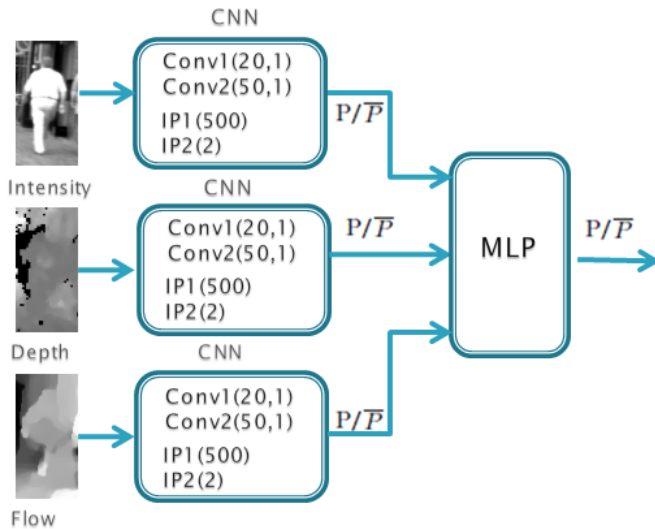 CNN
Conv1(20,1)
Conv2(50,1)
IP1(500)
IP2(2)
P/P̅
Intensity
CNN
Conv1(20,1)
Conv2(50,1)
IP1(500)
IP2(2)
P/P̅
MLP
P/P̅
Depth
CNN
Conv1(20,1)
Conv2(50,1)
IP1(500)
IP2(2)
P/P̅
Flow